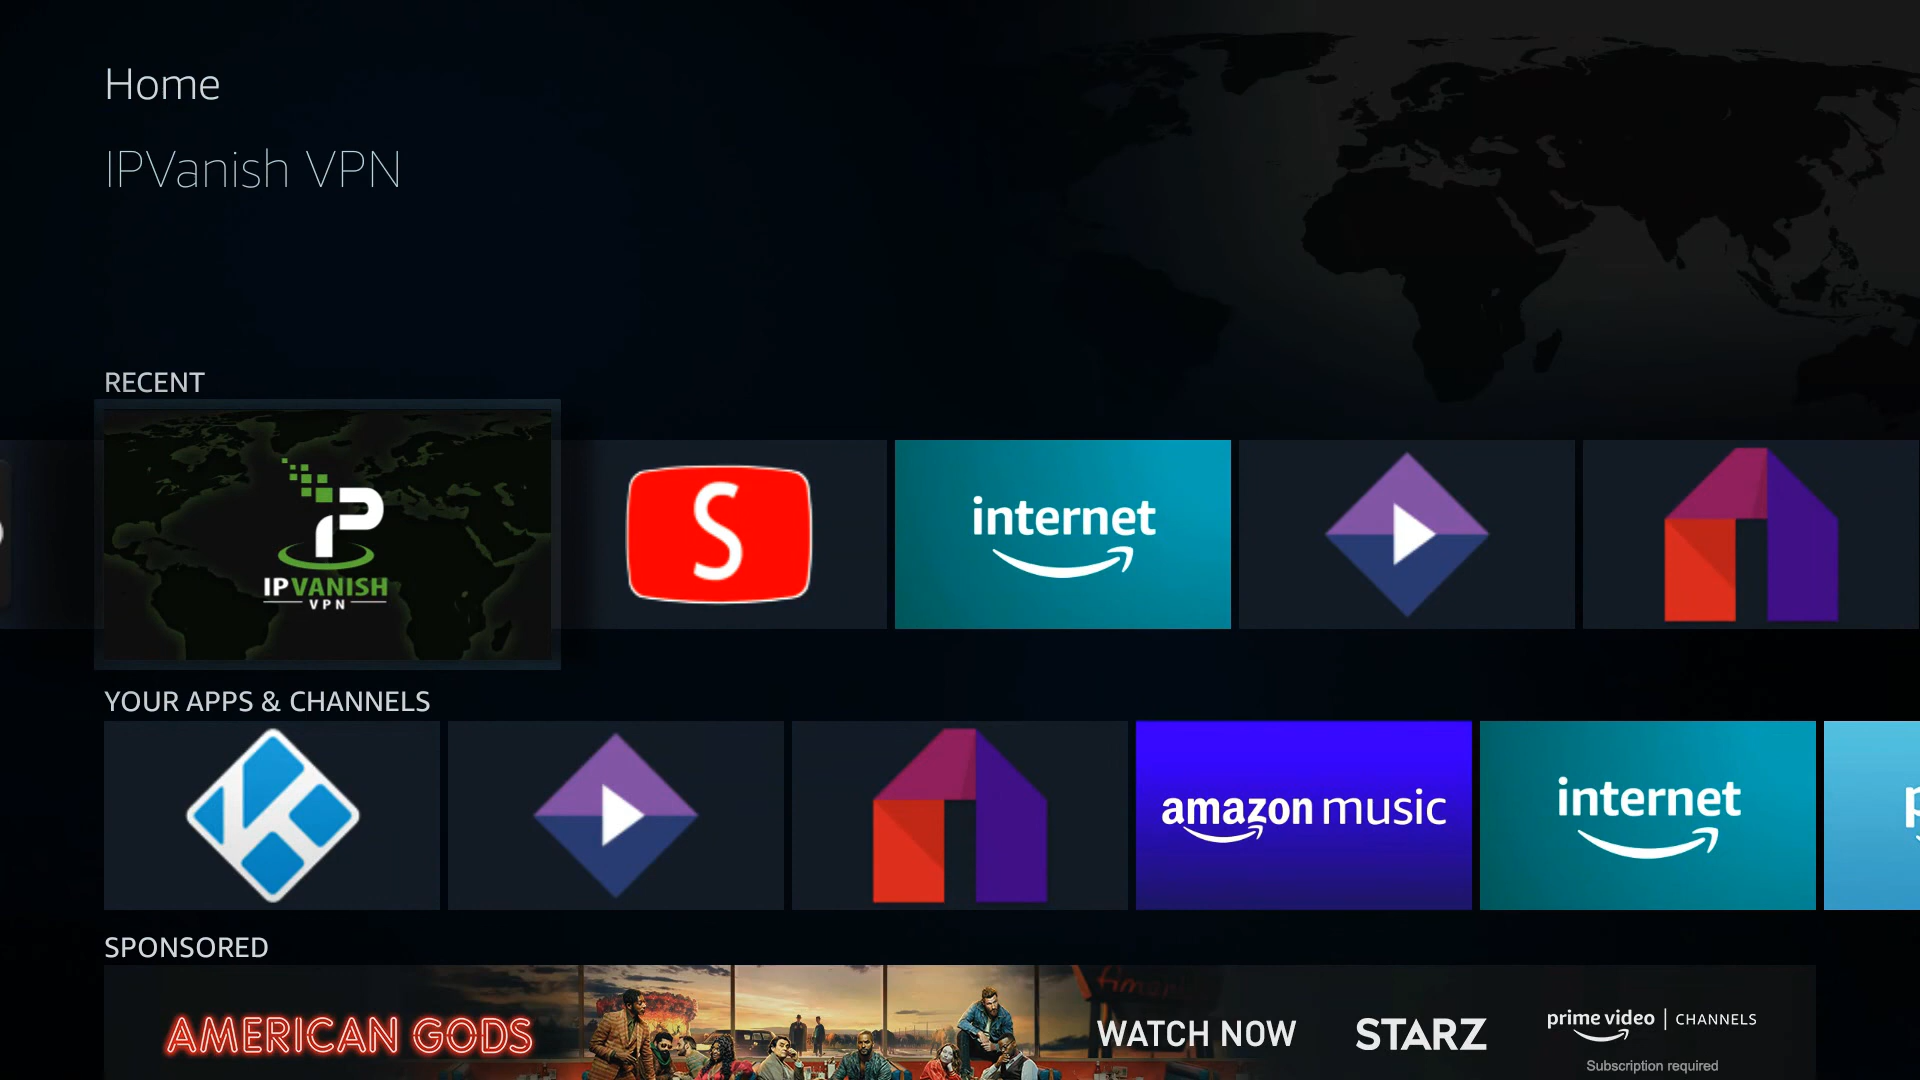 Home
IPVanish VPN
RECENT
IPVANISH
VPN
S
internet
YOUR APPS & CHANNELS
amazon music
internet
p
SPONSORED
AMERICAN GODS
WATCH NOW
STARZ
prime video | CHANNELS
Subscription required